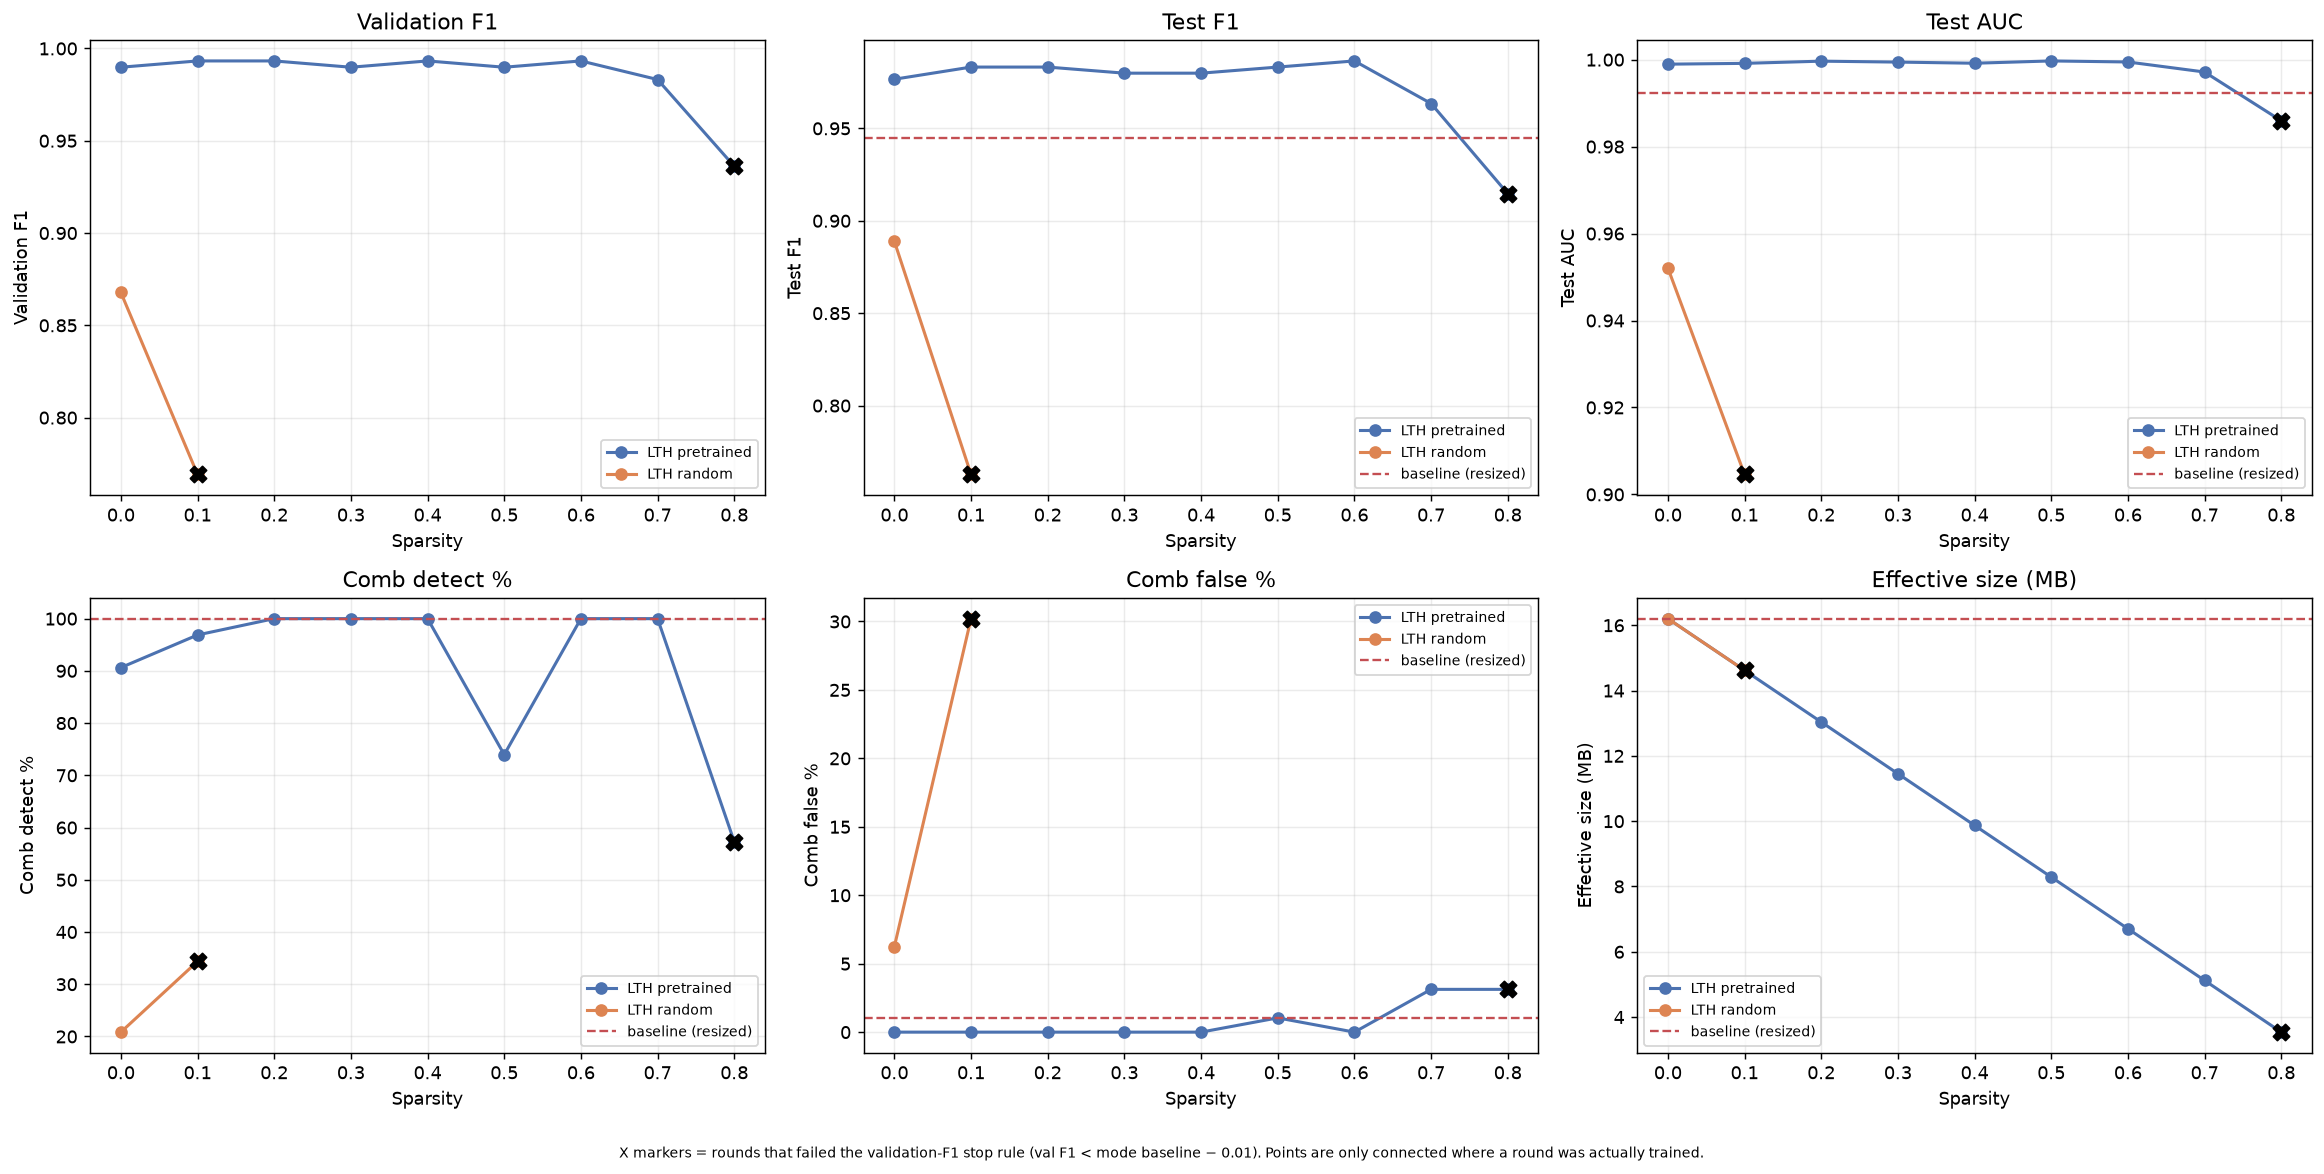 Validation F1
Validation F1
1.00
0.95
0.90
0.85
0.80
0.0 0.1 0.2 0.3 0.4 0.5 0.6 0.7 0.8
Sparsity
LTH pretrained
LTH random
Test F1
Test F1
0.95
0.90
0.85
0.80
0.0 0.1 0.2 0.3 0.4 0.5 0.6 0.7 0.8
Sparsity
LTH pretrained
LTH random
baseline (resized)
Test AUC
Test AUC
1.00
0.98
0.96
0.94
0.92
0.90
0.0 0.1 0.2 0.3 0.4 0.5 0.6 0.7 0.8
Sparsity
LTH pretrained
LTH random
baseline (resized)
Comb detect %
Comb detect %
100
90
80
70
60
50
40
30
20
0.0 0.1 0.2 0.3 0.4 0.5 0.6 0.7 0.8
Sparsity
LTH pretrained
LTH random
baseline (resized)
Comb false %
Comb false %
30
25
20
15
10
5
0
0.0 0.1 0.2 0.3 0.4 0.5 0.6 0.7 0.8
Sparsity
LTH pretrained
LTH random
baseline (resized)
Effective size (MB)
Effective size (MB)
16
14
12
10
8
6
4
0.0 0.1 0.2 0.3 0.4 0.5 0.6 0.7 0.8
Sparsity
LTH pretrained
LTH random
baseline (resized)
X markers = rounds that failed the validation-F1 stop rule (val F1 < mode baseline − 0.01). Points are only connected where a round was actually trained.